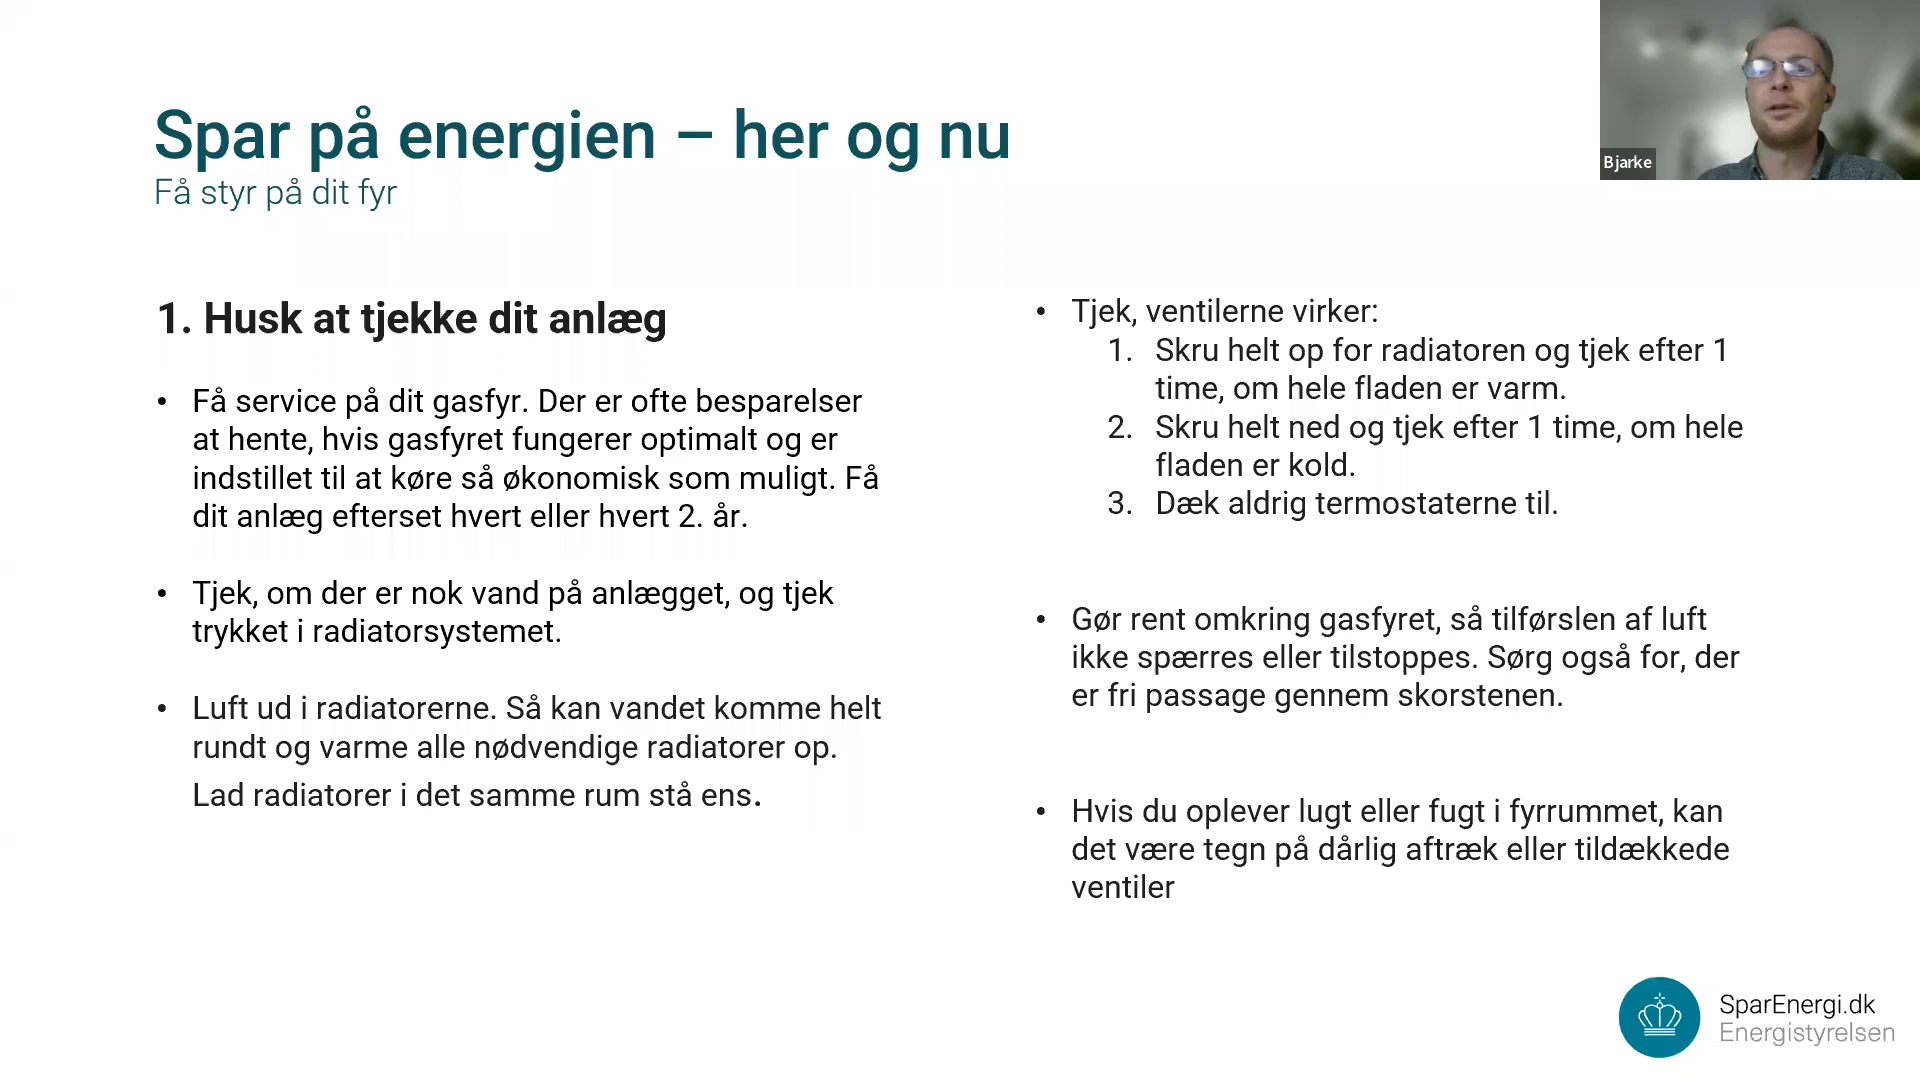 Spar på energien – her og nu
Få styr på dit fyr
Bjarke
1. Husk at tjekke dit anlæg
• Få service på dit gasfyr. Der er ofte besparelser
at hente, hvis gasfyret fungerer optimalt og er
indstillet til at køre så økonomisk som muligt. Få
dit anlæg efterset hvert eller hvert 2. år.
• Tjek, om der er nok vand på anlægget, og tjek
trykket i radiatorsystemet.
• Luft ud i radiatorerne. Så kan vandet komme helt
rundt og varme alle nødvendige radiatorer op.
Lad radiatorer i det samme rum stå ens.
• Tjek, ventilerne virker:
1. Skru helt op for radiatoren og tjek efter 1
time, om hele fladen er varm.
2. Skru helt ned og tjek efter 1 time, om hele
fladen er kold.
3. Dæk aldrig termostaterne til.
• Gør rent omkring gasfyret, så tilførslen af luft
ikke spærres eller tilstoppes. Sørg også for, der
er fri passage gennem skorstenen.
• Hvis du oplever lugt eller fugt i fyrrummet, kan
det være tegn på dårlig aftræk eller tildækkede
ventiler
SparEnergi.dk
Energistyrelsen